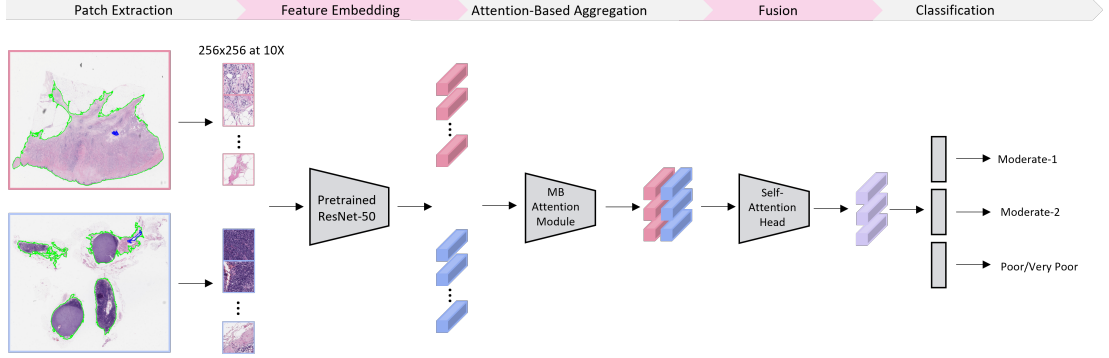 Patch Extraction
Feature Embedding
Attention-Based Aggregation
Fusion
Classification
256x256 at 10X
Pretrained
ResNet-50
MB
Attention
Module
Self-
Attention
Head
Moderate-1
Moderate-2
Poor/Very Poor